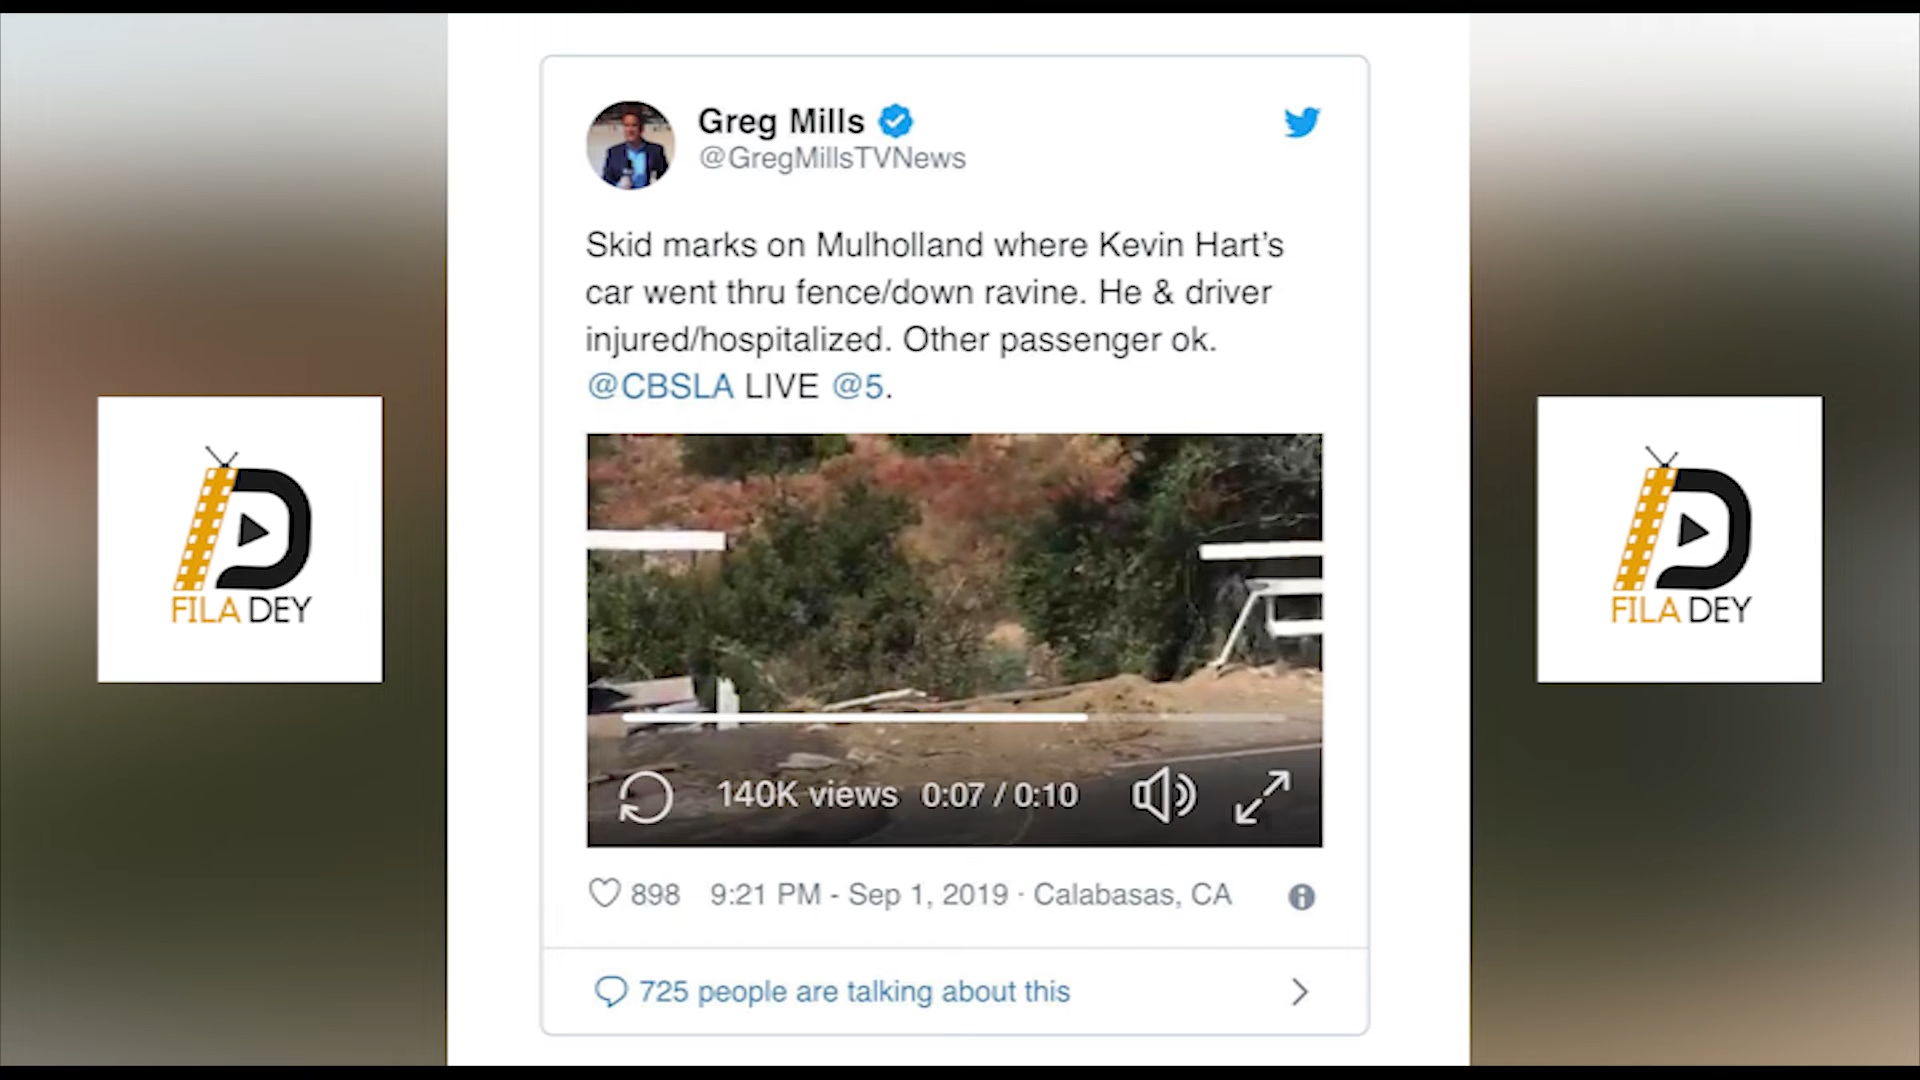 Greg Mills
@GregMillsTVNews
Skid marks on Mulholland where Kevin Hart’s
car went thru fence/down ravine. He & driver
injured/hospitalized. Other passenger ok.
@CBSLA LIVE @5.
140K views 0:07 / 0:10
898 9:21 PM - Sep 1, 2019 · Calabasas, CA
725 people are talking about this
FILA DEY
FILA DEY